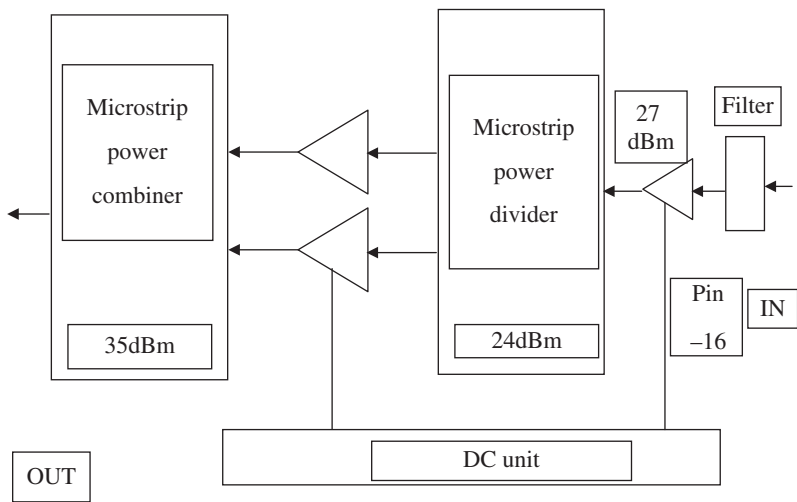 Microstrip
power
combiner
35dBm
Microstrip
power
divider
24dBm
27
dBm
Filter
Pin
–16
IN
DC unit
OUT